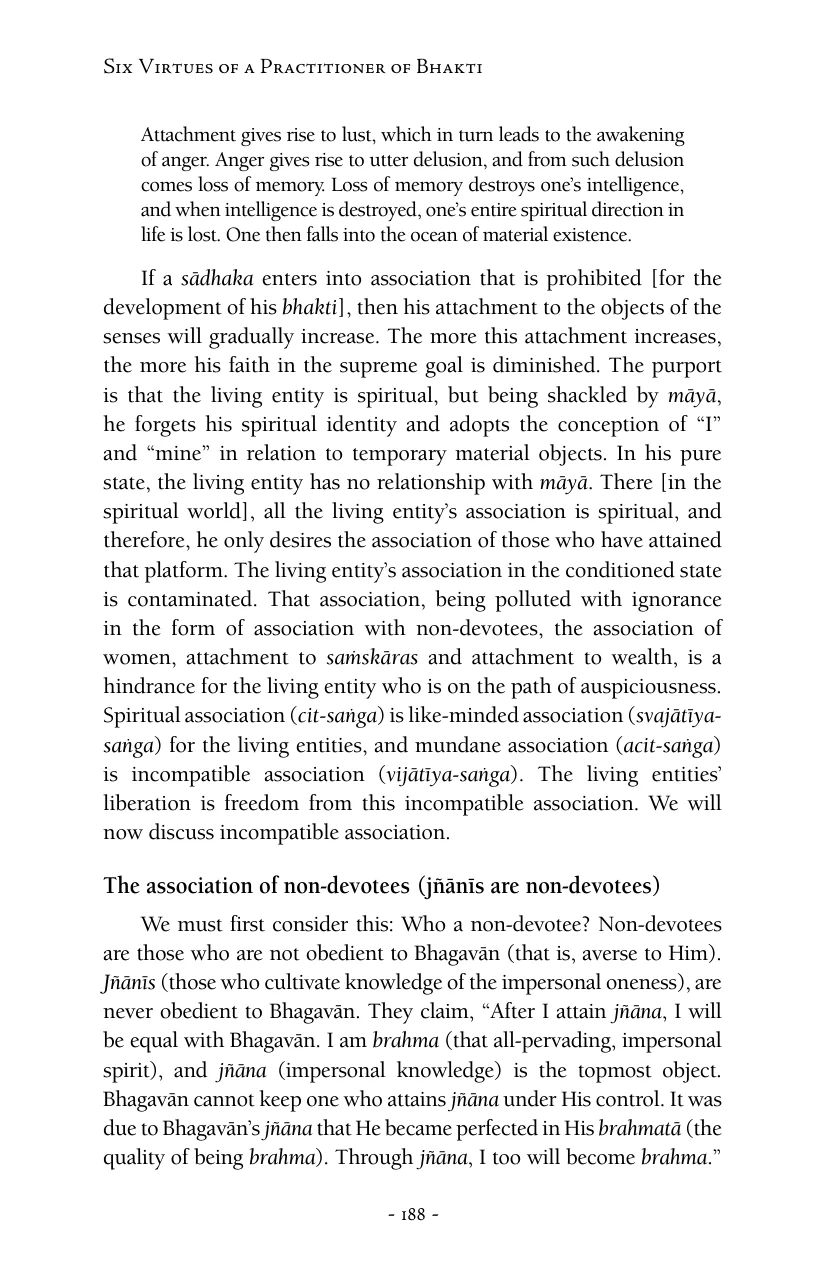 Six Virtues of a Practitioner of Bhakti
Attachment gives rise to lust, which in turn leads to the awakening
of anger. Anger gives rise to utter delusion, and from such delusion
comes loss of memory. Loss of memory destroys one’s intelligence,
and when intelligence is destroyed, one’s entire spiritual direction in
life is lost. One then falls into the ocean of material existence.
If a sādhaka enters into association that is prohibited [for the
development of his bhakti], then his attachment to the objects of the
senses will gradually increase. The more this attachment increases,
the more his faith in the supreme goal is diminished. The purport
is that the living entity is spiritual, but being shackled by māyā,
he forgets his spiritual identity and adopts the conception of “I”
and “mine” in relation to temporary material objects. In his pure
state, the living entity has no relationship with māyā. There [in the
spiritual world], all the living entity’s association is spiritual, and
therefore, he only desires the association of those who have attained
that platform. The living entity’s association in the conditioned state
is contaminated. That association, being polluted with ignorance
in the form of association with non-devotees, the association of
women, attachment to saṁskāras and attachment to wealth, is a
hindrance for the living entity who is on the path of auspiciousness.
Spiritual association (cit-saṅga) is like-minded association (svajātīya-
saṅga) for the living entities, and mundane association (acit-saṅga)
is incompatible association (vijātīya-saṅga). The living entities’
liberation is freedom from this incompatible association. We will
now discuss incompatible association.
The association of non-devotees (jñānīs are non-devotees)
We must first consider this: Who a non-devotee? Non-devotees
are those who are not obedient to Bhagavān (that is, averse to Him).
Jñānīs (those who cultivate knowledge of the impersonal oneness), are
never obedient to Bhagavān. They claim, “After I attain jñāna, I will
be equal with Bhagavān. I am brahma (that all-pervading, impersonal
spirit), and jñāna (impersonal knowledge) is the topmost object.
Bhagavān cannot keep one who attains jñāna under His control. It was
due to Bhagavān’s jñāna that He became perfected in His brahmatā (the
quality of being brahma). Through jñāna, I too will become brahma.”
- 188 -